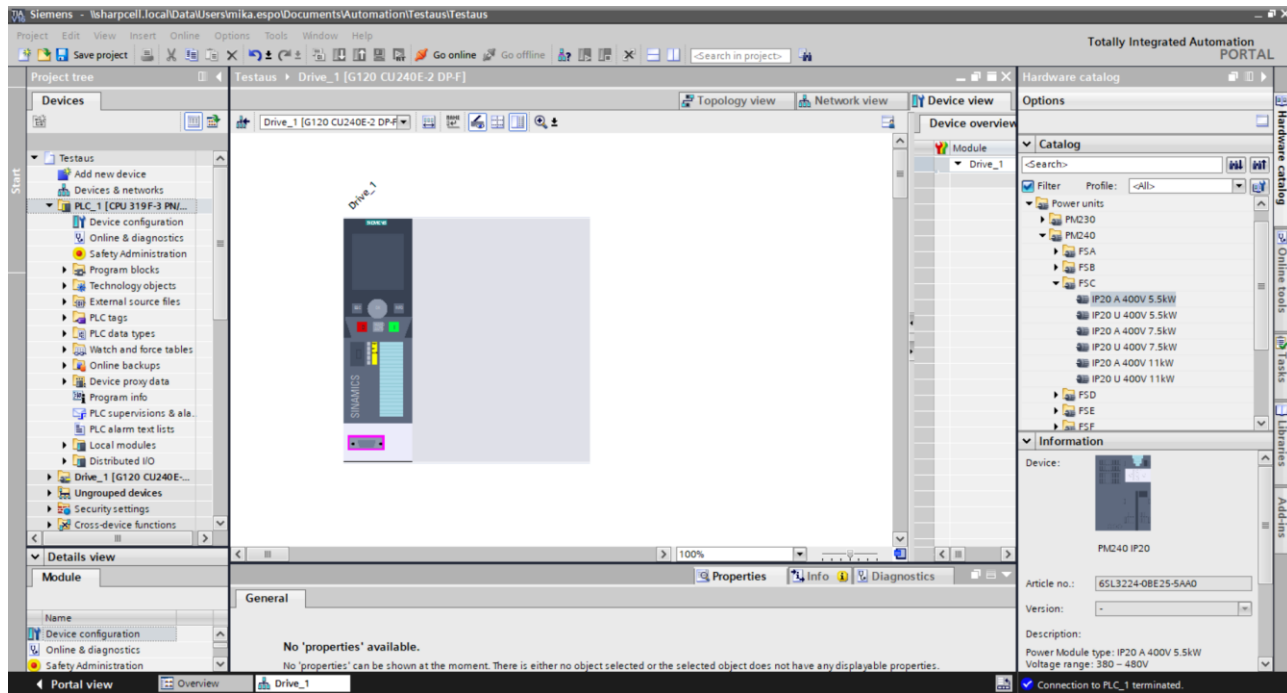 Siemens - \\sharpcell.local\Data\Users\mika.espo\Documents\Automation\Testaus\Testaus
Project Edit View Insert Online Options Tools Window Help
Totally Integrated Automation
PORTAL
Save project
Go online
Go offline
<Search in project>
Project tree
Testaus
Drive_1 [G120 CU240E-2 DP-F]
Hardware catalog
Devices
Topology view
Network view
Device view
Options
Drive_1 [G120 CU240E-2 DP-F
Device overview
Start
Testaus
Add new device
Devices & networks
PLC_1 [CPU 319F-3 PN/...
Device configuration
Online & diagnostics
Safety Administration
Program blocks
Technology objects
External source files
PLC tags
PLC data types
Watch and force tables
Online backups
Device proxy data
Program info
PLC supervisions & ala...
PLC alarm text lists
Local modules
Distributed I/O
Drive_1 [G120 CU240E-...
Ungrouped devices
Security settings
Cross-device functions
Drive_1
SIEMENS
SINAMICS
Module
Drive_1
100%
Catalog
<Search>
Filter
Profile:
<All>
Power units
PM230
PM240
FSA
FSB
FSC
IP20 A 400V 5.5kW
IP20 U 400V 5.5kW
IP20 A 400V 7.5kW
IP20 U 400V 7.5kW
IP20 A 400V 11kW
IP20 U 400V 11kW
FSD
FSE
FSF
Hardware catalog
Online tools
Tasks
Libraries
Add-ins
Information
Device:
PM240 IP20
Article no.:
6SL3224-0BE25-5AA0
Version:
-
Description:
Power Module type: IP20 A 400V 5.5kW
Voltage range: 380 – 480V
Details view
Module
Name
Device configuration
Online & diagnostics
Safety Administration
Properties
Info
Diagnostics
General
No 'properties' available.
No 'properties' can be shown at the moment. There is either no object selected or the selected object does not have any displayable properties.
Portal view
Overview
Drive_1
Connection to PLC_1 terminated.